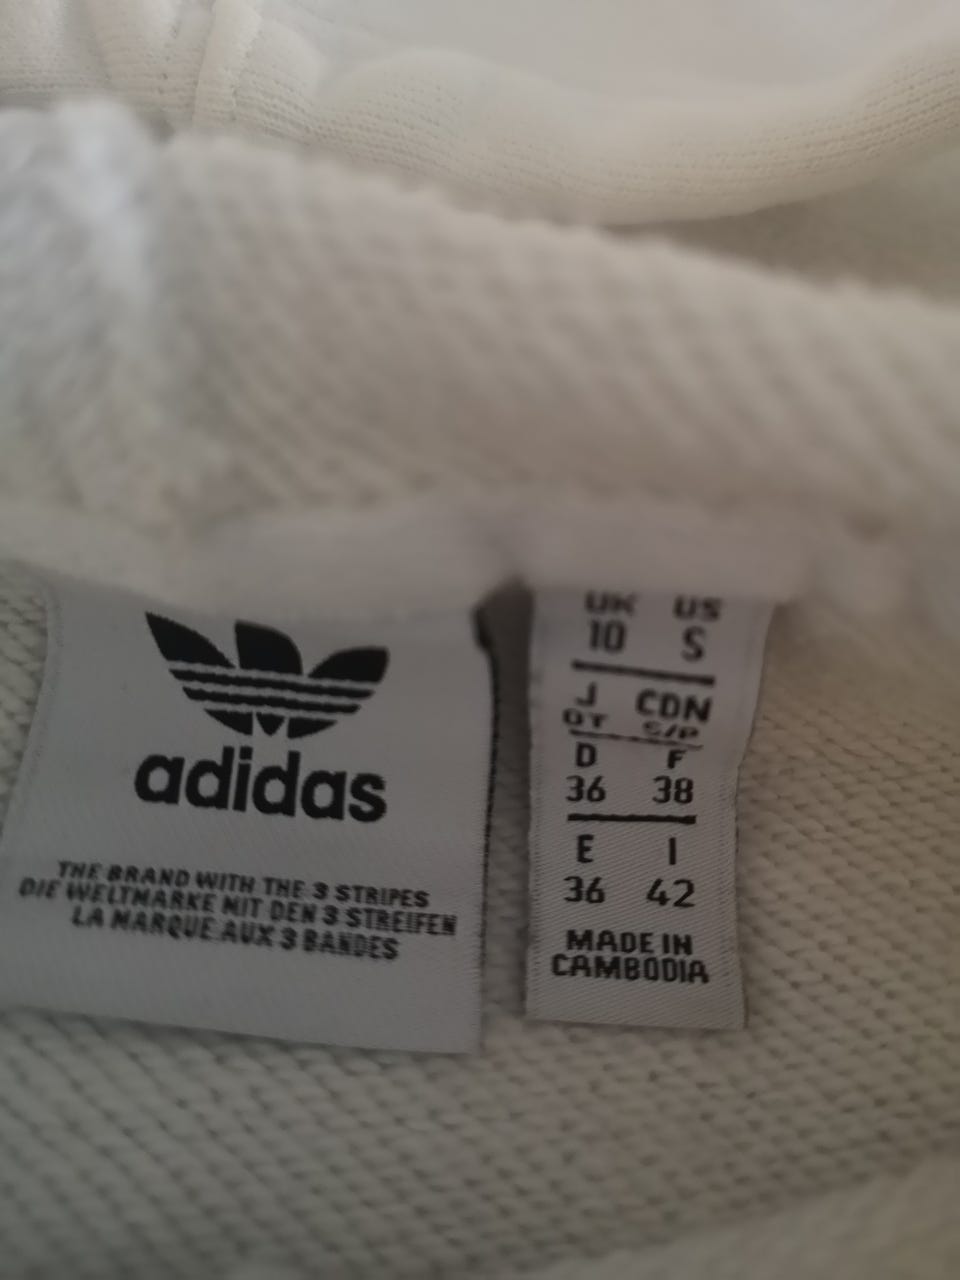 adidas
THE BRAND WITH THE 3 STRIPES
DIE WELTMARKE MIT DEN 3 STREIFEN
LA MARQUE AUX 3 BANDES
UK US
10 S
J CDN
OT S/P
D F
36 38
E I
36 42
MADE IN
CAMBODIA